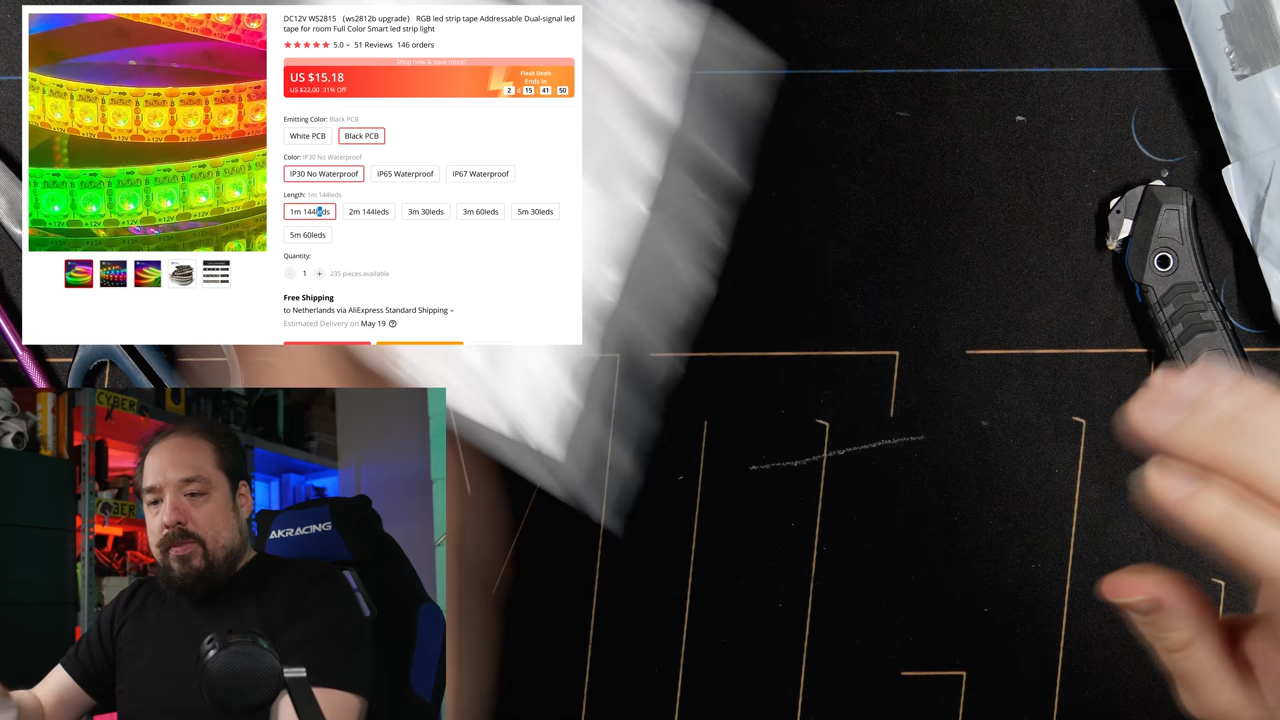 DC12V WS2815 （ws2812b upgrade） RGB led strip tape Addressable Dual-signal led
tape for room Full Color Smart led strip light
5.0 51 Reviews 146 orders
Shop now & save more!
US $15.18
US $22.00 31% Off
Flash Deals
Ends in
2 d 15 : 41 : 50
Emitting Color: Black PCB
White PCB Black PCB
Color: IP30 No Waterproof
IP30 No Waterproof IP65 Waterproof IP67 Waterproof
Length: 1m 144leds
1m 144leds 2m 144leds 3m 30leds 3m 60leds 5m 30leds
5m 60leds
Quantity:
1 235 pieces available
Free Shipping
to Netherlands via AliExpress Standard Shipping
Estimated Delivery on May 19
+12V
+12V
+12V
+12V
CYBER
AKRACING